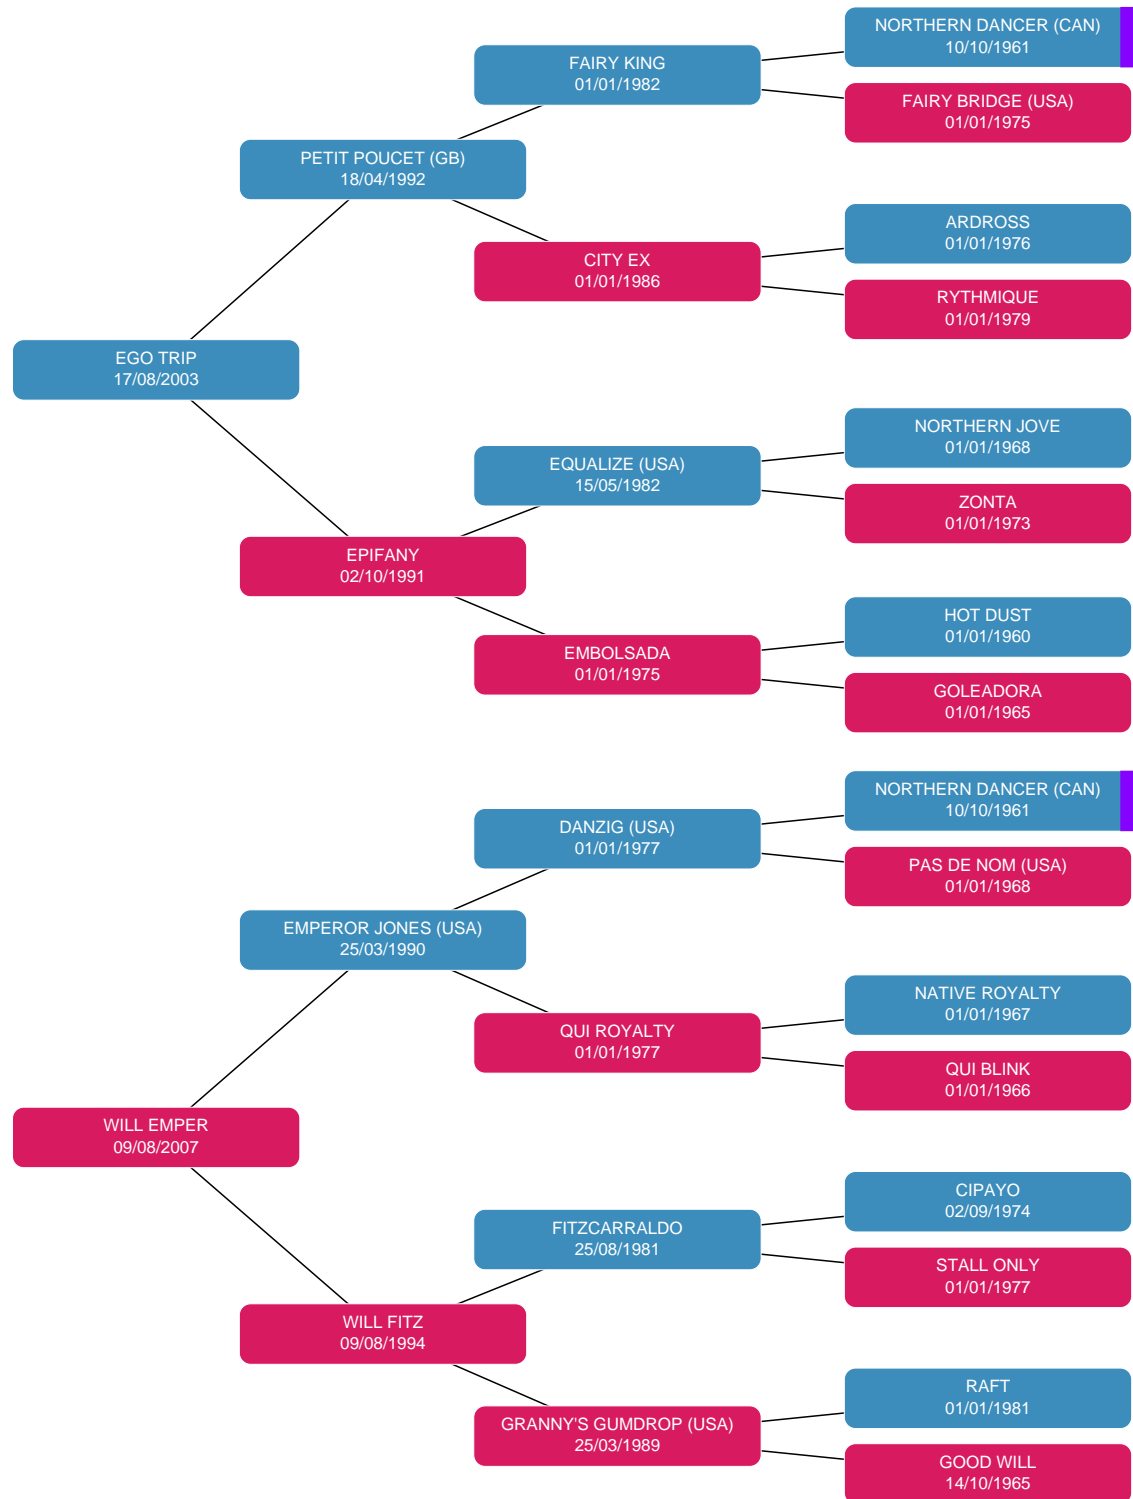 NORTHERN DANCER (CAN)
10/10/1961
FAIRY KING
01/01/1982
FAIRY BRIDGE (USA)
01/01/1975
PETIT POUCET (GB)
18/04/1992
ARDROSS
01/01/1976
CITY EX
01/01/1986
RYTHMIQUE
01/01/1979
EGO TRIP
17/08/2003
NORTHERN JOVE
01/01/1968
EQUALIZE (USA)
15/05/1982
ZONTA
01/01/1973
EPIFANY
02/10/1991
HOT DUST
01/01/1960
EMBOLSADA
01/01/1975
GOLEADORA
01/01/1965
NORTHERN DANCER (CAN)
10/10/1961
DANZIG (USA)
01/01/1977
PAS DE NOM (USA)
01/01/1968
EMPEROR JONES (USA)
25/03/1990
NATIVE ROYALTY
01/01/1967
QUI ROYALTY
01/01/1977
QUI BLINK
01/01/1966
WILL EMPER
09/08/2007
CIPAYO
02/09/1974
FITZCARRALDO
25/08/1981
STALL ONLY
01/01/1977
WILL FITZ
09/08/1994
RAFT
01/01/1981
GRANNY'S GUMDROP (USA)
25/03/1989
GOOD WILL
14/10/1965